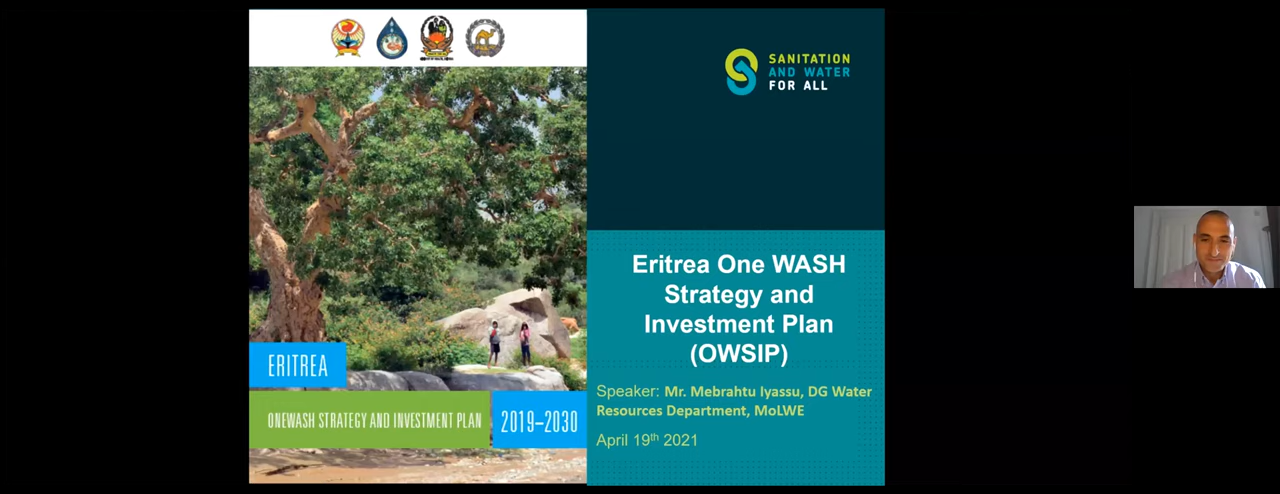 SANITATION
AND WATER
FOR ALL
Eritrea One WASH
Strategy and
Investment Plan
(OWSIP)
Speaker: Mr. Mebrahtu Iyassu, DG Water
Resources Department, MoLWE
April 19th 2021
ERITREA
ONEWASH STRATEGY AND INVESTMENT PLAN
2019–2030